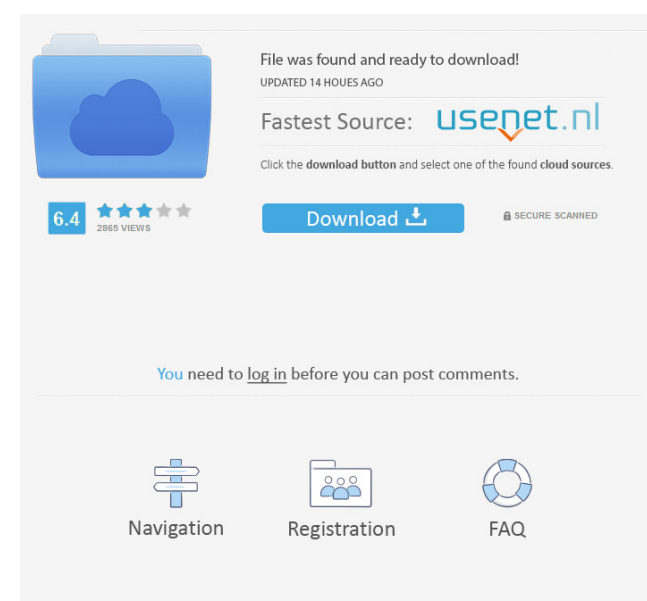 File was found and ready to download!
UPDATED 14 HOUES AGO
Fastest Source: usenet.nl
Click the download button and select one of the found cloud sources.
6.4
2865 VIEWS
Download
SECURE SCANNED
You need to log in before you can post comments.
Navigation
Registration
FAQ